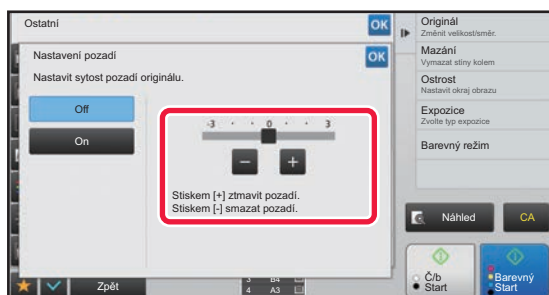 Ostatní
OK
Nastavení pozadí
OK
Nastavit sytost pozadí originálu.
Off
On
-3 0 3
- +
Stiskem [+] ztmavit pozadí.
Stiskem [-] smazat pozadí.
Zpět
3 B4
4 A3
Originál
Změnit velikost/směr.
Mazání
Vymazat stíny kolem
Ostrost
Nastavit okraj obrazu
Expozice
Zvolte typ expozice
Barevný režim
Náhled
CA
Č/b
Start
Barevný
Start